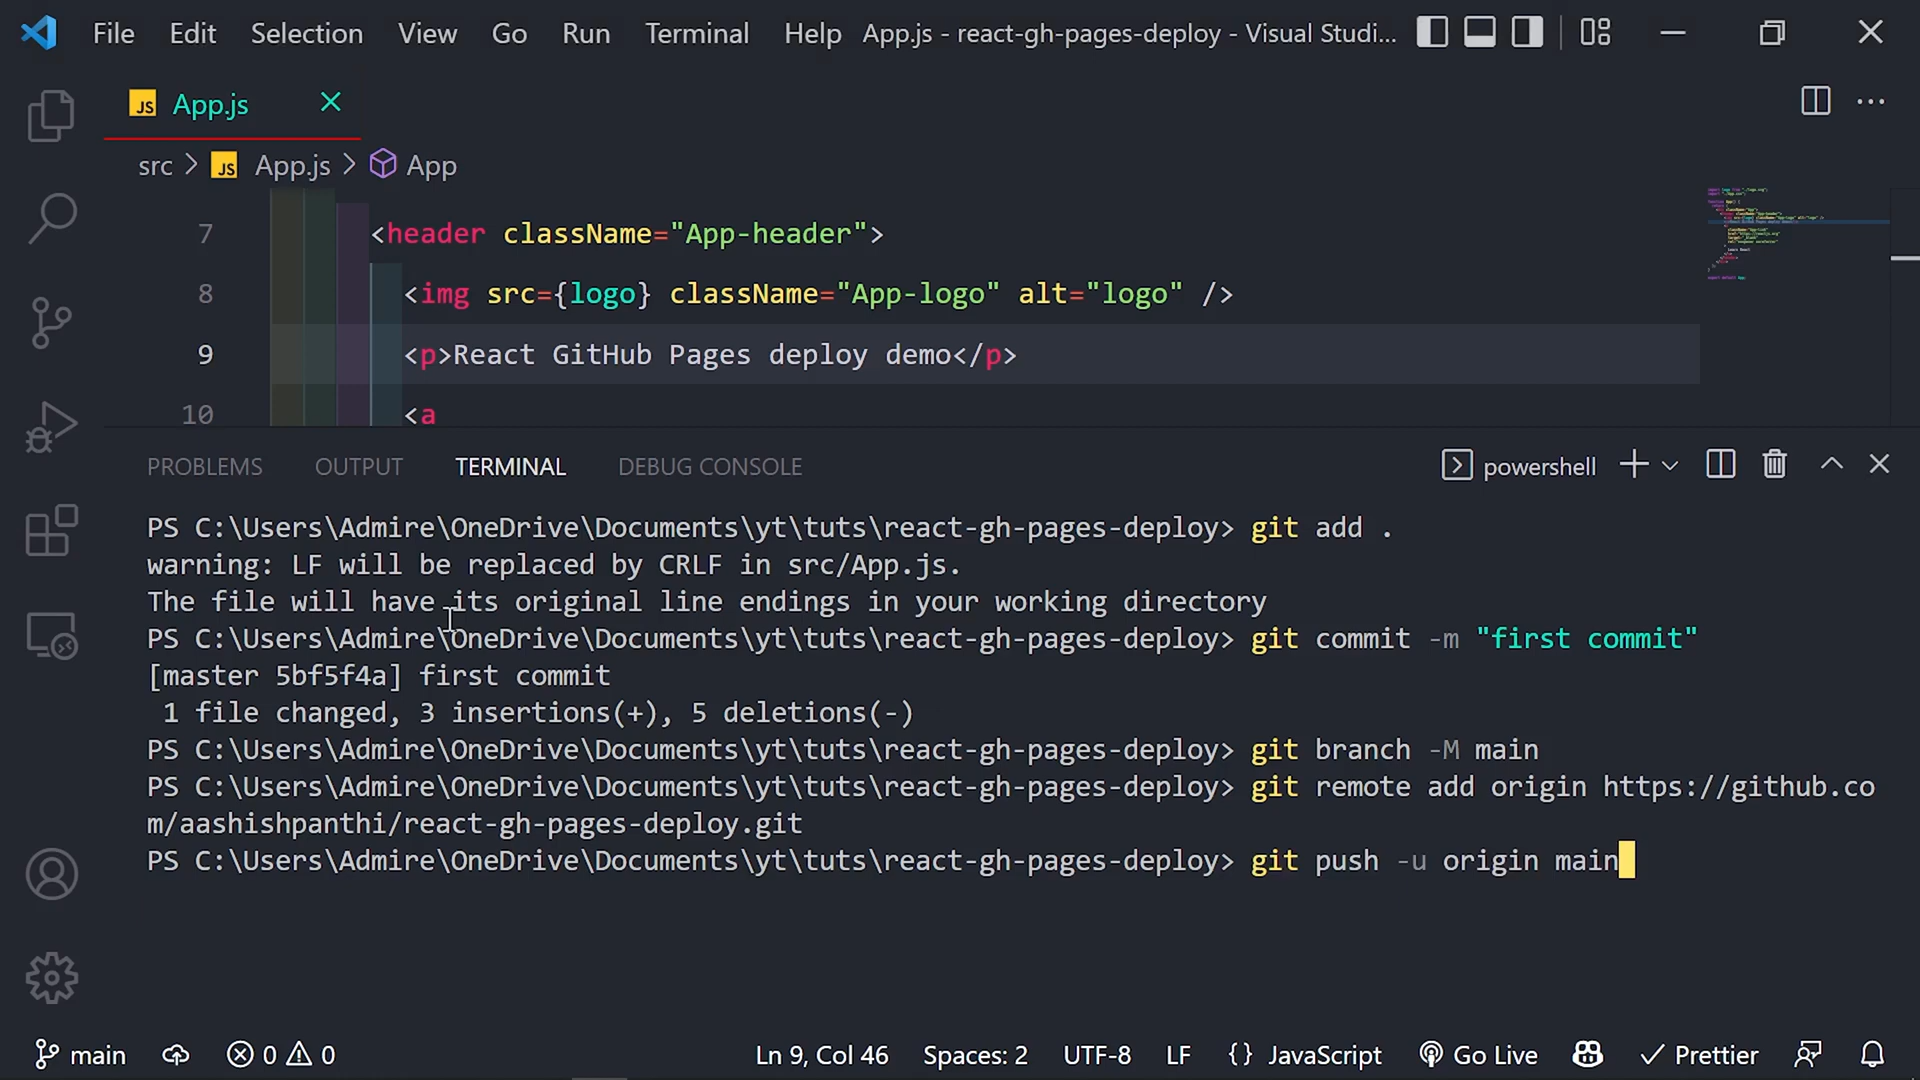 File Edit Selection View Go Run Terminal Help App.js - react-gh-pages-deploy - Visual Studi...
JS App.js
src > JS App.js > App
7 <header className="App-header">
8 <img src={logo} className="App-logo" alt="logo" />
9 <p>React GitHub Pages deploy demo</p>
10 <a
PROBLEMS OUTPUT TERMINAL DEBUG CONSOLE powershell
PS C:\Users\Admire\OneDrive\Documents\yt\tuts\react-gh-pages-deploy> git add .
warning: LF will be replaced by CRLF in src/App.js.
The file will have its original line endings in your working directory
PS C:\Users\Admire\OneDrive\Documents\yt\tuts\react-gh-pages-deploy> git commit -m "first commit"
[master 5bf5f4a] first commit
1 file changed, 3 insertions(+), 5 deletions(-)
PS C:\Users\Admire\OneDrive\Documents\yt\tuts\react-gh-pages-deploy> git branch -M main
PS C:\Users\Admire\OneDrive\Documents\yt\tuts\react-gh-pages-deploy> git remote add origin https://github.co
m/aashishpanthi/react-gh-pages-deploy.git
PS C:\Users\Admire\OneDrive\Documents\yt\tuts\react-gh-pages-deploy> git push -u origin main
main 0 0 Ln 9, Col 46 Spaces: 2 UTF-8 LF {} JavaScript Go Live Prettier